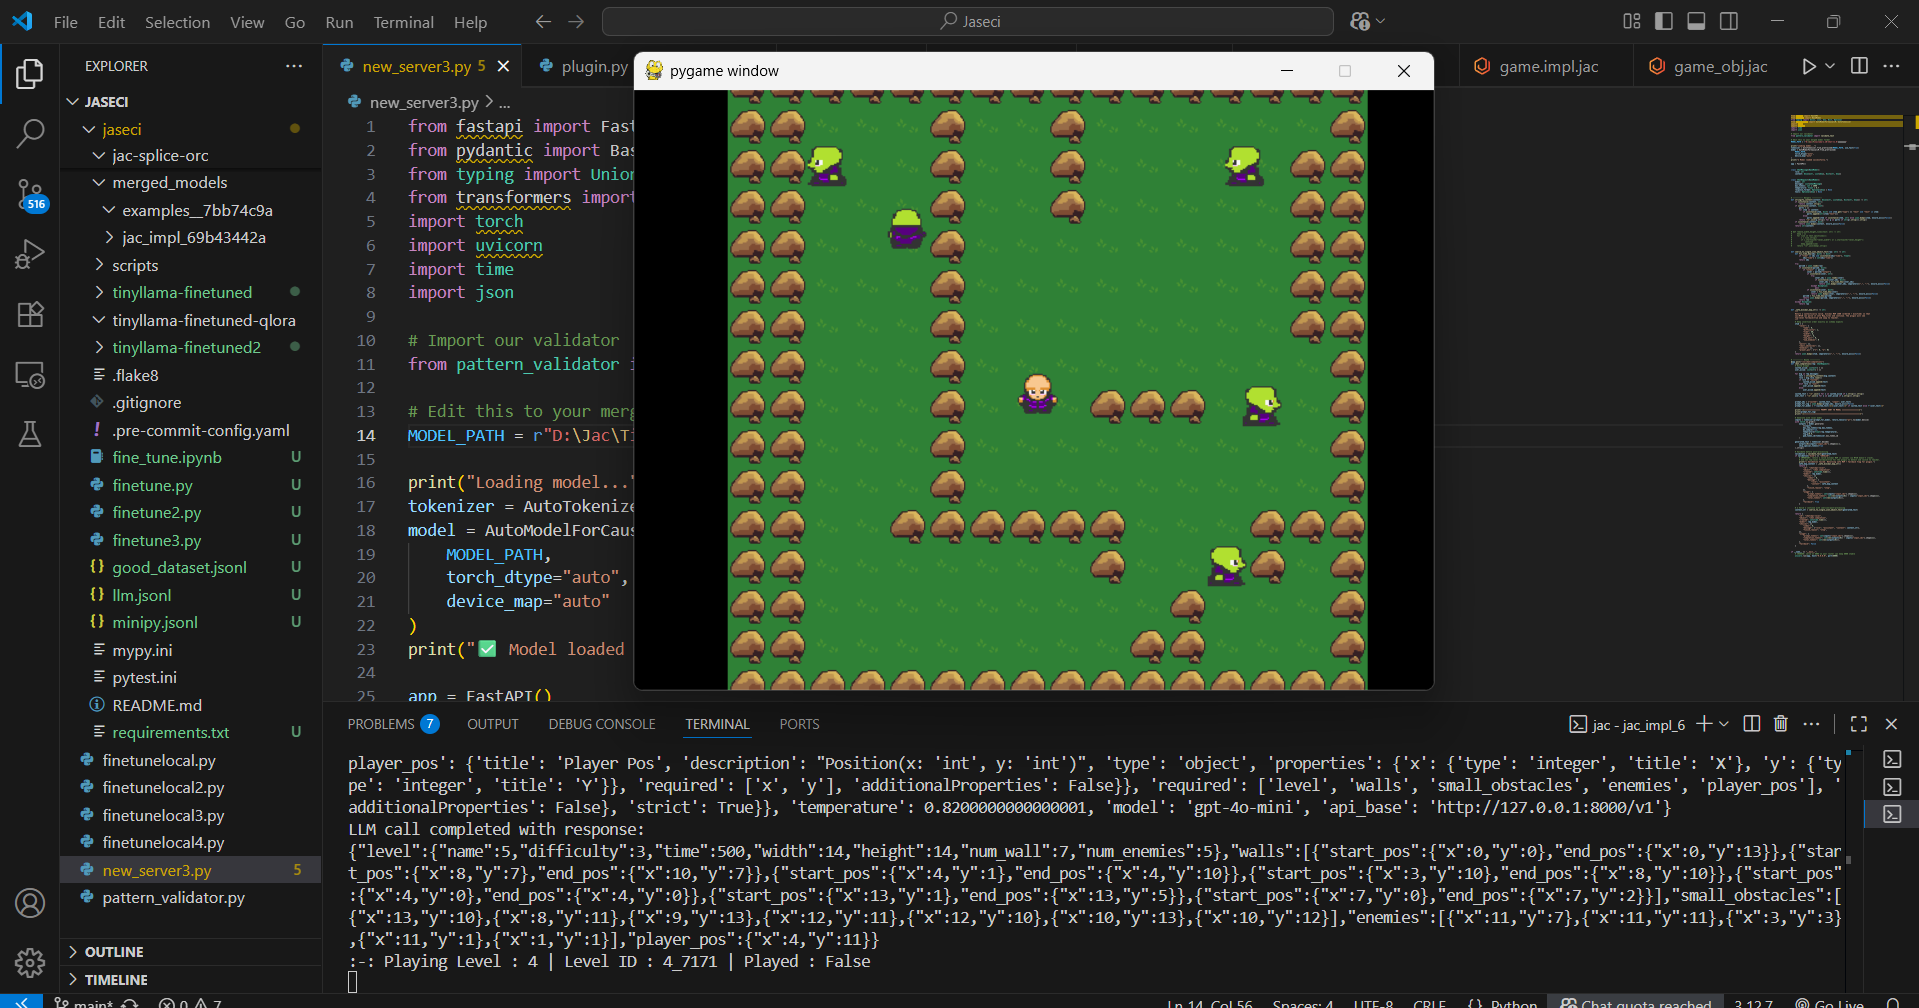 File Edit Selection View Go Run Terminal Help
Jaseci
EXPLORER
JASECI
jaseci
jac-splice-orc
merged_models
examples__7bb74c9a
jac_impl_69b43442a
scripts
tinyllama-finetuned
tinyllama-finetuned-qlora
tinyllama-finetuned2
.flake8
.gitignore
.pre-commit-config.yaml
fine_tune.ipynb U
finetune.py U
finetune2.py U
finetune3.py U
good_dataset.jsonl U
llm.jsonl U
minipy.jsonl U
mypy.ini
pytest.ini
README.md
requirements.txt U
finetunelocal.py
finetunelocal2.py
finetunelocal3.py
finetunelocal4.py
new_server3.py 5
pattern_validator.py
OUTLINE
TIMELINE
516
new_server3.py 5
plugin.py
game.impl.jac
game_obj.jac
new_server3.py > ...
1 from fastapi import Fast
2 from pydantic import Bas
3 from typing import Union
4 from transformers import
5 import torch
6 import uvicorn
7 import time
8 import json
9
10 # Import our validator
11 from pattern_validator i
12
13 # Edit this to your merg
14 MODEL_PATH = r"D:\Jac\Ti
15
16 print("Loading model..."
17 tokenizer = AutoTokenize
18 model = AutoModelForCaus
19 MODEL_PATH,
20 torch_dtype="auto",
21 device_map="auto"
22 )
23 print("✅ Model loaded
24
25 app = FastAPI()
pygame window
PROBLEMS 7 OUTPUT DEBUG CONSOLE TERMINAL PORTS
jac - jac_impl_6
player_pos': {'title': 'Player Pos', 'description': "Position(x: 'int', y: 'int')", 'type': 'object', 'properties': {'x': {'type': 'integer', 'title': 'X'}, 'y': {'ty
pe': 'integer', 'title': 'Y'}}, 'required': ['x', 'y'], 'additionalProperties': False}}, 'required': ['level', 'walls', 'small_obstacles', 'enemies', 'player_pos'], '
additionalProperties': False}, 'strict': True}}, 'temperature': 0.8200000000000001, 'model': 'gpt-4o-mini', 'api_base': 'http://127.0.0.1:8000/v1'}
LLM call completed with response:
{"level":{"name":5,"difficulty":3,"time":500,"width":14,"height":14,"num_wall":7,"num_enemies":5},"walls":[{"start_pos":{"x":0,"y":0},"end_pos":{"x":0,"y":13}},{"star
t_pos":{"x":8,"y":7},"end_pos":{"x":10,"y":7}},{"start_pos":{"x":4,"y":1},"end_pos":{"x":4,"y":10}},{"start_pos":{"x":3,"y":10},"end_pos":{"x":8,"y":10}},{"start_pos"
:{"x":4,"y":0},"end_pos":{"x":4,"y":0}},{"start_pos":{"x":13,"y":1},"end_pos":{"x":13,"y":5}},{"start_pos":{"x":7,"y":0},"end_pos":{"x":7,"y":2}}],"small_obstacles":[
{"x":13,"y":10},{"x":8,"y":11},{"x":9,"y":13},{"x":12,"y":11},{"x":12,"y":10},{"x":10,"y":13},{"x":10,"y":12}],"enemies":[{"x":11,"y":7},{"x":11,"y":11},{"x":3,"y":3}
,{"x":11,"y":1},{"x":1,"y":1}],"player_pos":{"x":4,"y":11}}
:-: Playing Level : 4 | Level ID : 4_7171 | Played : False
main* 0 7
Ln 14, Col 56 Spaces: 4 UTF-8 CRLF {} Python Chat quota reached 3.12.7 Go Live